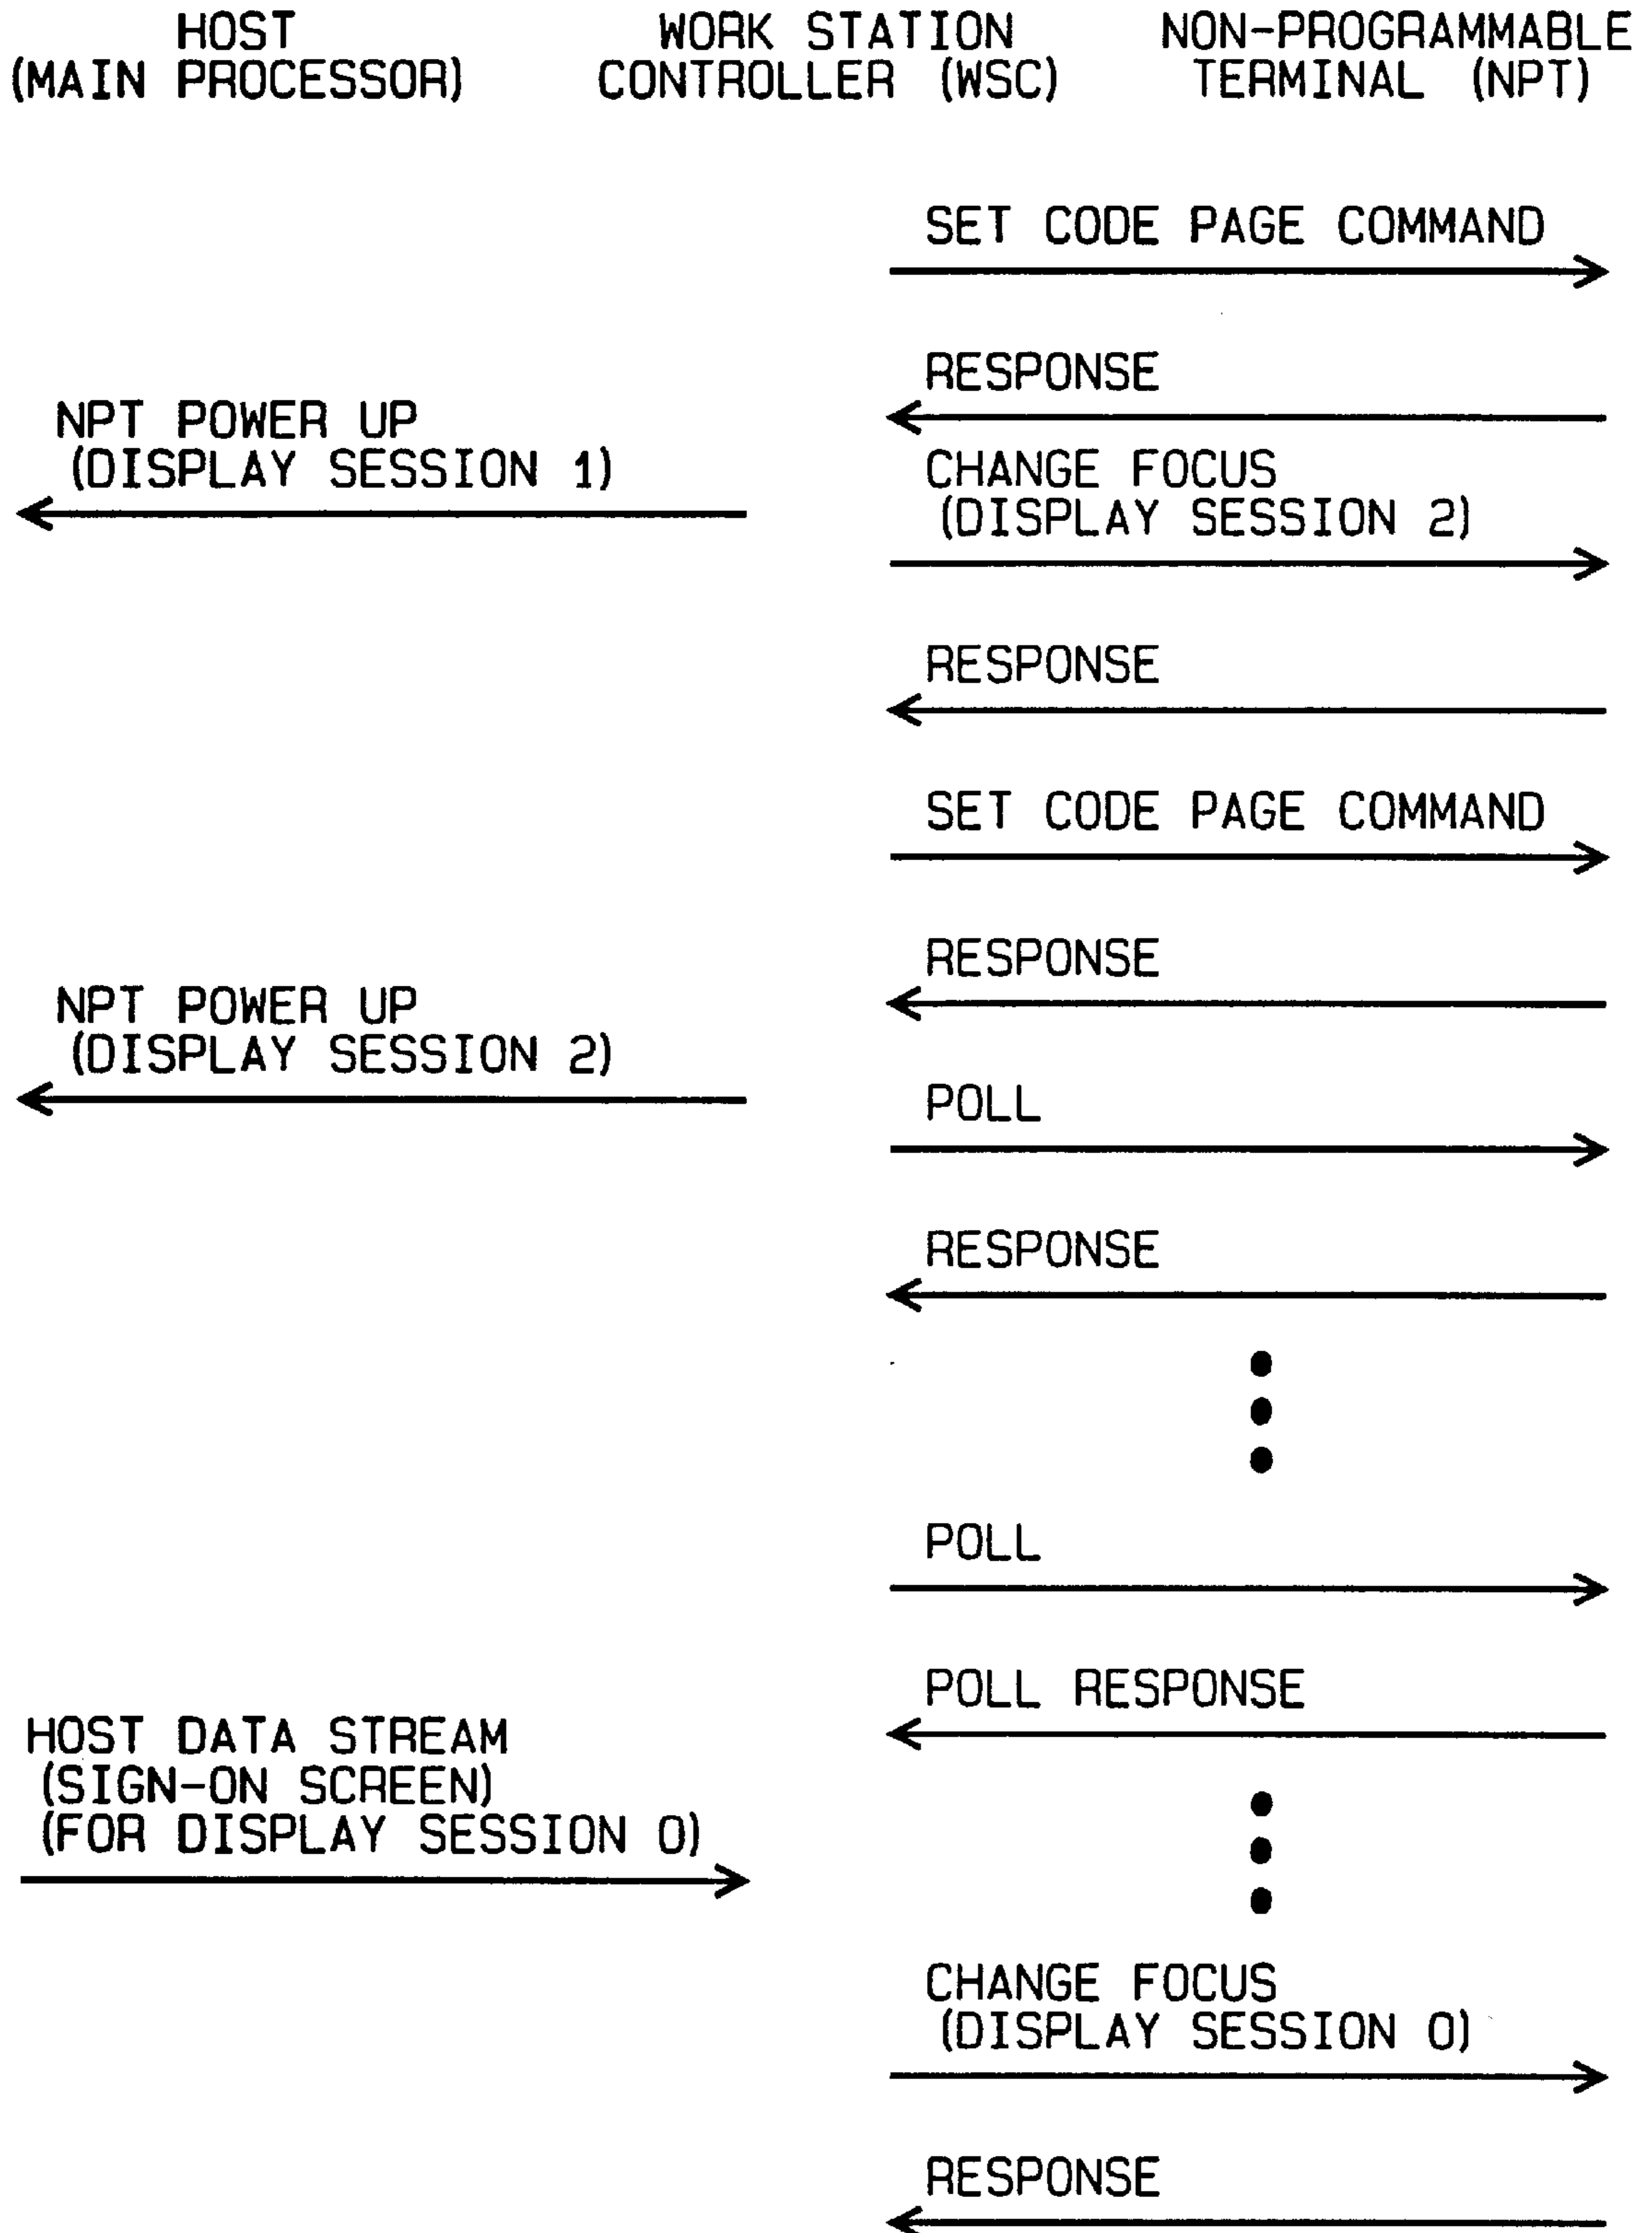 HOST
(MAIN PROCESSOR)
WORK STATION
CONTROLLER (WSC)
NON-PROGRAMMABLE
TERMINAL (NPT)
SET CODE PAGE COMMAND
RESPONSE
NPT POWER UP
(DISPLAY SESSION 1)
CHANGE FOCUS
(DISPLAY SESSION 2)
RESPONSE
SET CODE PAGE COMMAND
RESPONSE
NPT POWER UP
(DISPLAY SESSION 2)
POLL
RESPONSE
POLL
POLL RESPONSE
HOST DATA STREAM
(SIGN-ON SCREEN)
(FOR DISPLAY SESSION 0)
CHANGE FOCUS
(DISPLAY SESSION 0)
RESPONSE